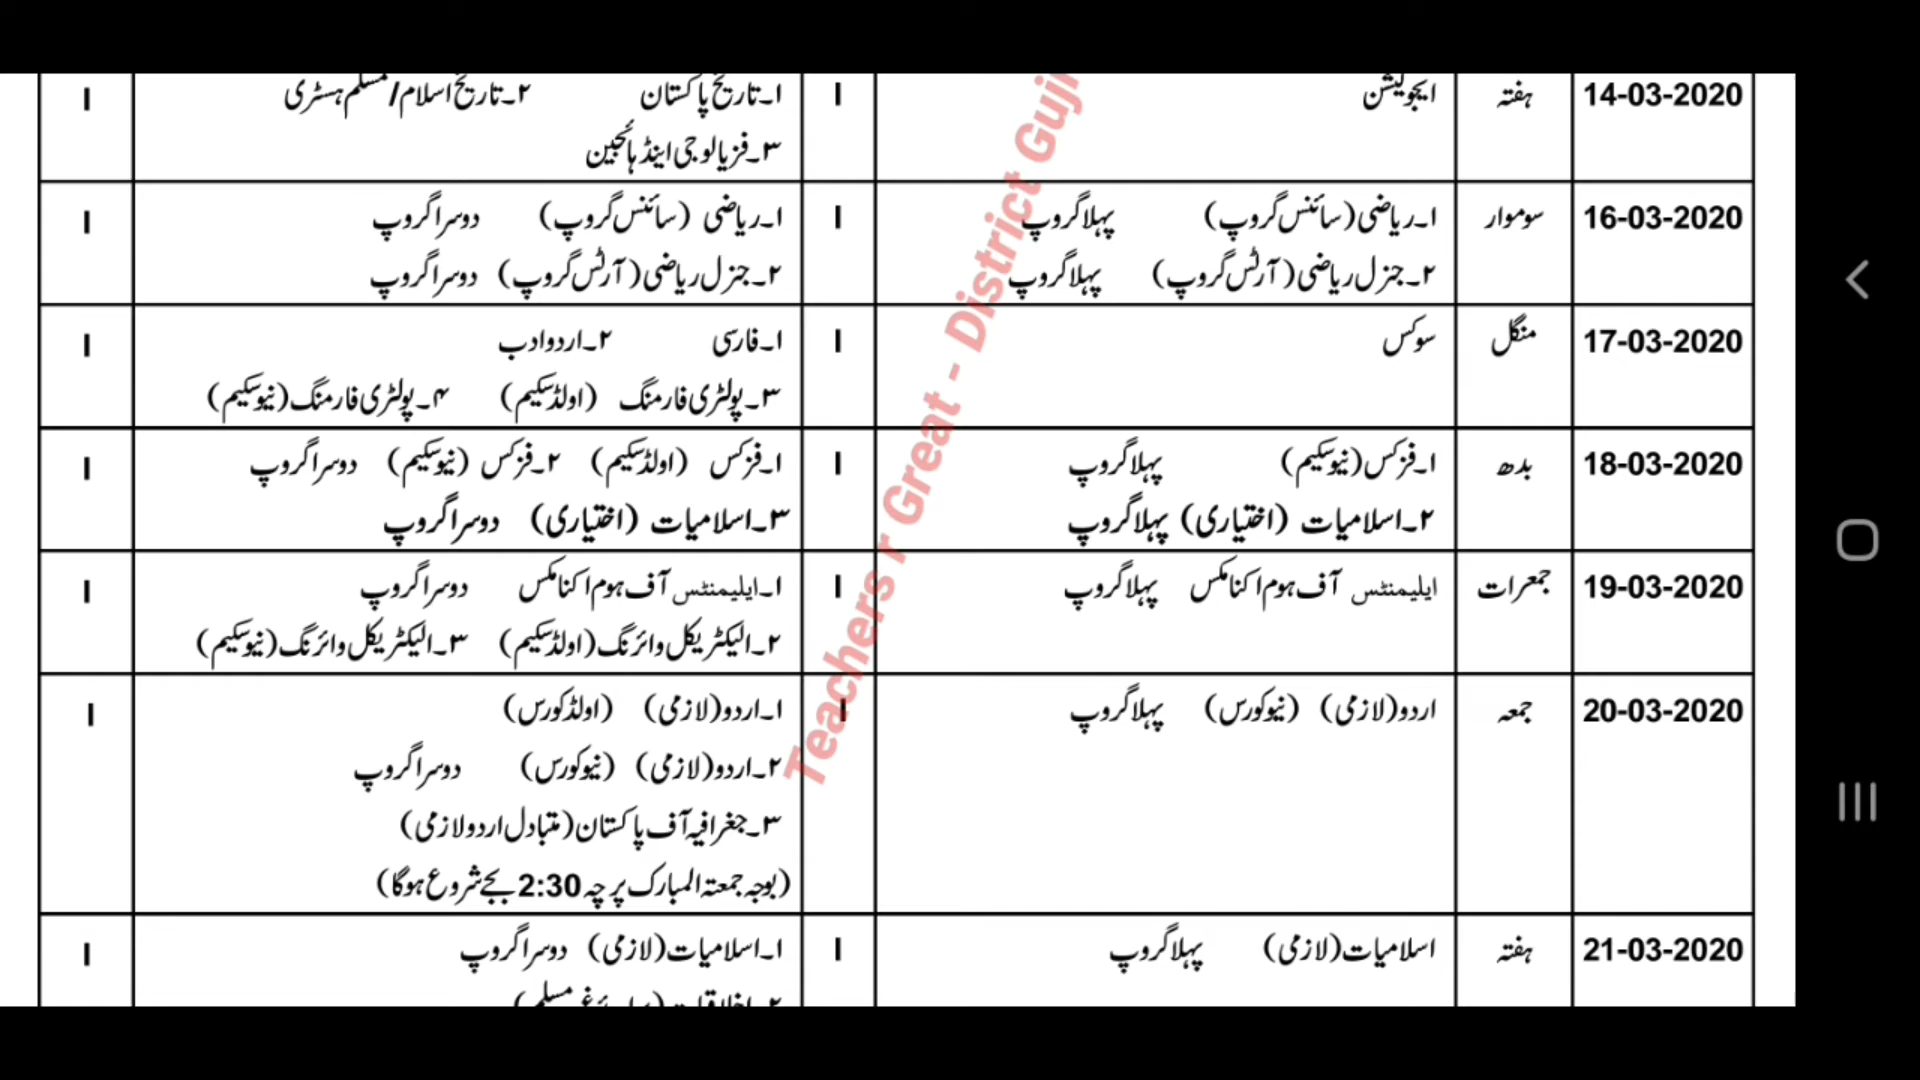 14-03-2020 ہفتہ ایجوکیشن I ۱۔تاریخ پاکستان ۲۔تاریخ اسلام/مسلم ہسٹری I
۳۔فزیالوجی اینڈ ہائجین
16-03-2020 سوموار ۱۔ریاضی (سائنس گروپ) پہلا گروپ I ۱۔ریاضی (سائنس گروپ) دوسرا گروپ I
۲۔جنرل ریاضی (آرٹس گروپ) پہلا گروپ ۲۔جنرل ریاضی (آرٹس گروپ) دوسرا گروپ
17-03-2020 منگل سوکس I ۱۔فارسی ۲۔اردو ادب I
۳۔پولٹری فارمنگ (اولڈ سکیم) ۴۔پولٹری فارمنگ (نیو سکیم)
18-03-2020 بدھ ۱۔فزکس (نیو سکیم) پہلا گروپ I ۱۔فزکس (اولڈ سکیم) ۲۔فزکس (نیو سکیم) دوسرا گروپ I
۲۔اسلامیات (اختیاری) پہلا گروپ ۳۔اسلامیات (اختیاری) دوسرا گروپ
19-03-2020 جمعرات ایلیمنٹس آف ہوم اکنامکس پہلا گروپ I ۱۔ایلیمنٹس آف ہوم اکنامکس دوسرا گروپ I
۲۔الیکٹریکل وائرنگ (اولڈ سکیم) ۳۔الیکٹریکل وائرنگ (نیو سکیم)
20-03-2020 جمعہ اردو (لازمی) (نیو کورس) پہلا گروپ I ۱۔اردو (لازمی) (اولڈ کورس) I
۲۔اردو (لازمی) (نیو کورس) دوسرا گروپ
۳۔جغرافیہ آف پاکستان (متبادل اردو لازمی)
(بوجہ جمعتہ المبارک پرچہ 2:30 بجے شروع ہوگا)
21-03-2020 ہفتہ اسلامیات (لازمی) پہلا گروپ I ۱۔اسلامیات (لازمی) دوسرا گروپ I
Teachers r Great - District Guj